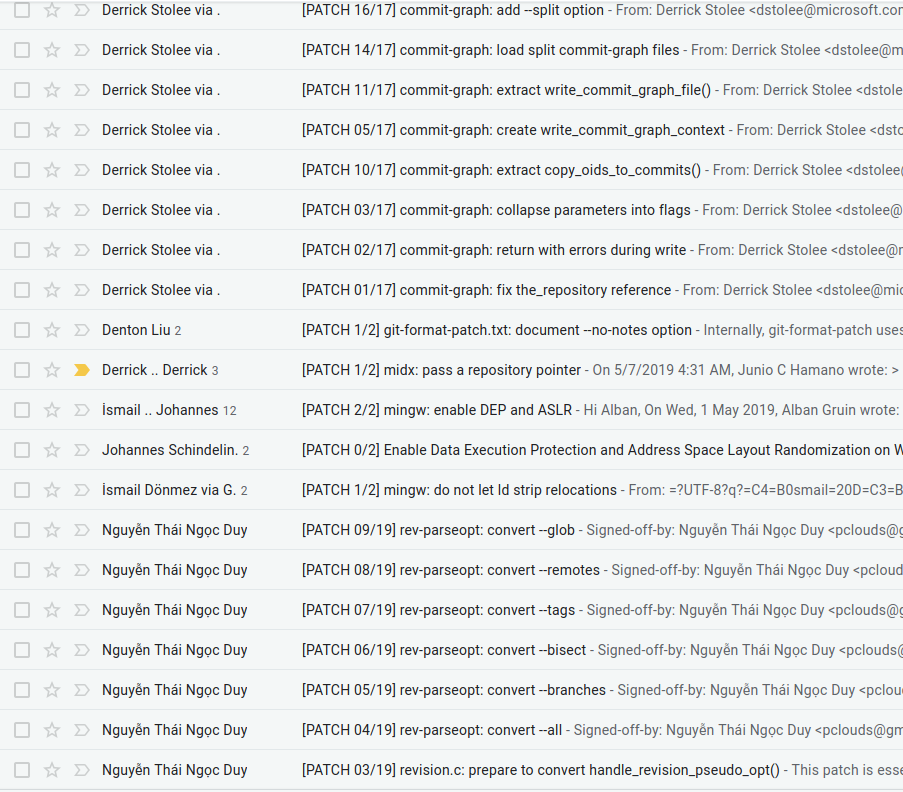 Derrick Stolee via . [PATCH 16/17] commit-graph: add --split option - From: Derrick Stolee <dstolee@microsoft.con
Derrick Stolee via . [PATCH 14/17] commit-graph: load split commit-graph files - From: Derrick Stolee <dstolee@m
Derrick Stolee via . [PATCH 11/17] commit-graph: extract write_commit_graph_file() - From: Derrick Stolee <dstole
Derrick Stolee via . [PATCH 05/17] commit-graph: create write_commit_graph_context - From: Derrick Stolee <dsto
Derrick Stolee via . [PATCH 10/17] commit-graph: extract copy_oids_to_commits() - From: Derrick Stolee <dstolee@
Derrick Stolee via . [PATCH 03/17] commit-graph: collapse parameters into flags - From: Derrick Stolee <dstolee@
Derrick Stolee via . [PATCH 02/17] commit-graph: return with errors during write - From: Derrick Stolee <dstolee@r
Derrick Stolee via . [PATCH 01/17] commit-graph: fix the_repository reference - From: Derrick Stolee <dstolee@mic
Denton Liu 2 [PATCH 1/2] git-format-patch.txt: document --no-notes option - Internally, git-format-patch uses
Derrick .. Derrick 3 [PATCH 1/2] midx: pass a repository pointer - On 5/7/2019 4:31 AM, Junio C Hamano wrote: >
İsmail .. Johannes 12 [PATCH 2/2] mingw: enable DEP and ASLR - Hi Alban, On Wed, 1 May 2019, Alban Gruin wrote:
Johannes Schindelin. 2 [PATCH 0/2] Enable Data Execution Protection and Address Space Layout Randomization on W
İsmail Dönmez via G. 2 [PATCH 1/2] mingw: do not let ld strip relocations - From: =?UTF-8?q?=C4=B0smail=20D=C3=B
Nguyễn Thái Ngọc Duy [PATCH 09/19] rev-parseopt: convert --glob - Signed-off-by: Nguyễn Thái Ngọc Duy <pclouds@g
Nguyễn Thái Ngọc Duy [PATCH 08/19] rev-parseopt: convert --remotes - Signed-off-by: Nguyễn Thái Ngọc Duy <pcloud
Nguyễn Thái Ngọc Duy [PATCH 07/19] rev-parseopt: convert --tags - Signed-off-by: Nguyễn Thái Ngọc Duy <pclouds@g
Nguyễn Thái Ngọc Duy [PATCH 06/19] rev-parseopt: convert --bisect - Signed-off-by: Nguyễn Thái Ngọc Duy <pclouds@
Nguyễn Thái Ngọc Duy [PATCH 05/19] rev-parseopt: convert --branches - Signed-off-by: Nguyễn Thái Ngọc Duy <pclou
Nguyễn Thái Ngọc Duy [PATCH 04/19] rev-parseopt: convert --all - Signed-off-by: Nguyễn Thái Ngọc Duy <pclouds@gm
Nguyễn Thái Ngọc Duy [PATCH 03/19] revision.c: prepare to convert handle_revision_pseudo_opt() - This patch is esse